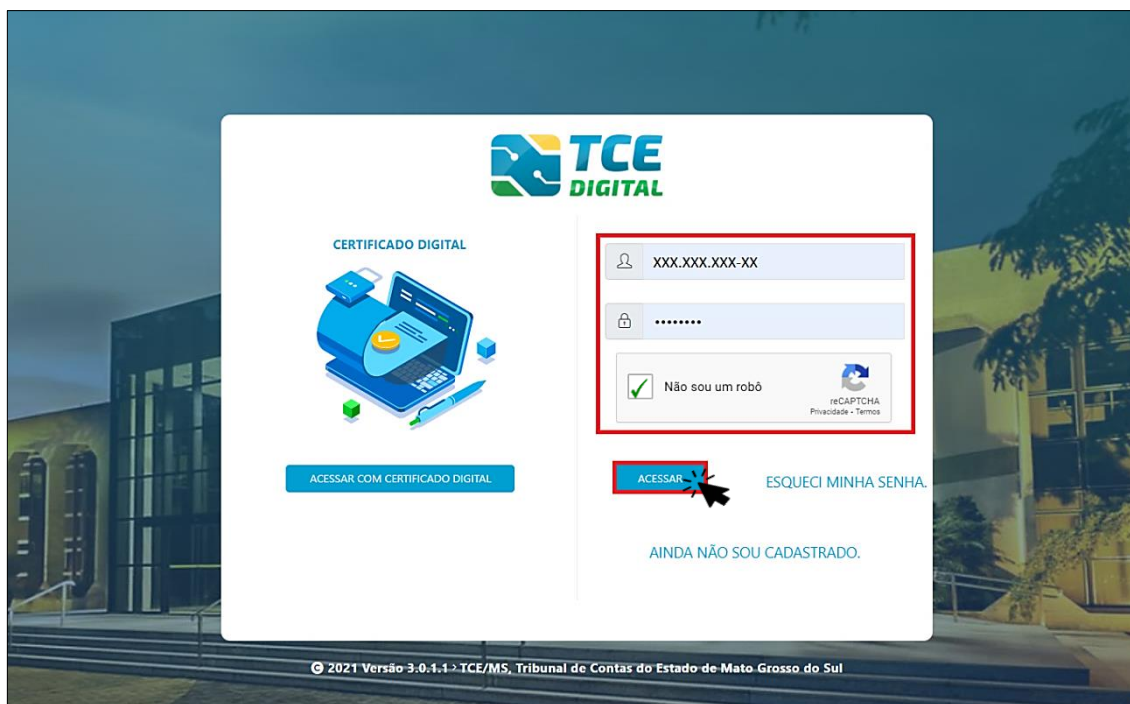 TCE
DIGITAL
CERTIFICADO DIGITAL
ACESSAR COM CERTIFICADO DIGITAL
XXX.XXX.XXX-XX
••••••••
Não sou um robô
reCAPTCHA
Privacidade - Termos
ACESSAR
ESQUECI MINHA SENHA.
AINDA NÃO SOU CADASTRADO.
© 2021 Versão 3.0.1.1 > TCE/MS, Tribunal de Contas do Estado de Mato Grosso do Sul